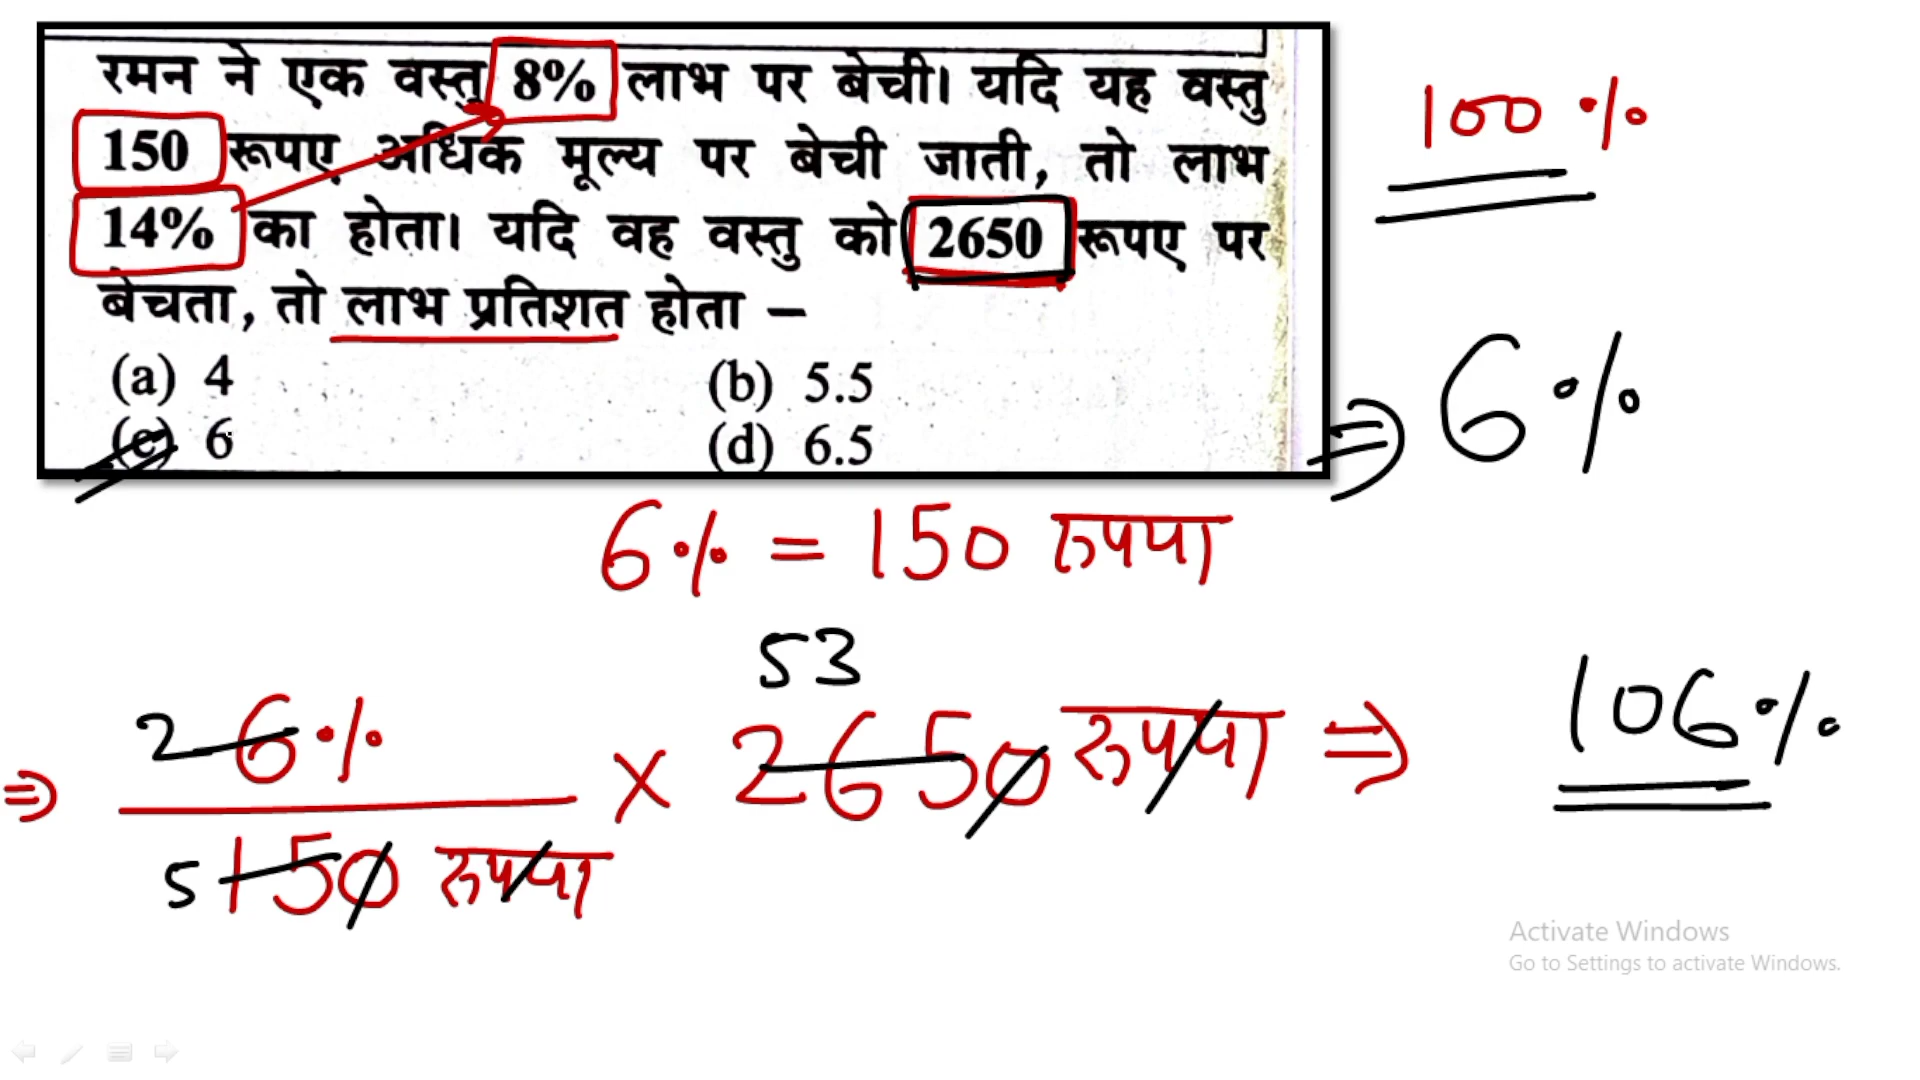 रमन ने एक वस्तु 8% लाभ पर बेची। यदि यह वस्तु
150 रूपए अधिक मूल्य पर बेची जाती, तो लाभ
14% का होता। यदि वह वस्तु को 2650 रूपए पर
बेचता, तो लाभ प्रतिशत होता –
(a) 4 (b) 5.5
(c) 6 (d) 6.5
100%
⇒ 6%
6% = 150 रुपया
53
⇒ 2 6% × 2650 रुपया ⇒ 106%
5 150 रुपया
Activate Windows
Go to Settings to activate Windows.